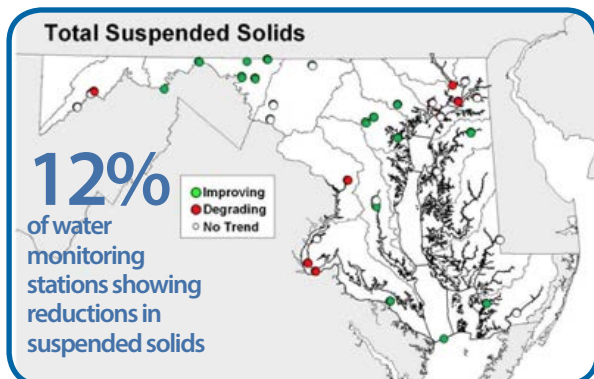 Total Suspended Solids
12%
of water
monitoring
stations showing
reductions in
suspended solids
Improving
Degrading
No Trend